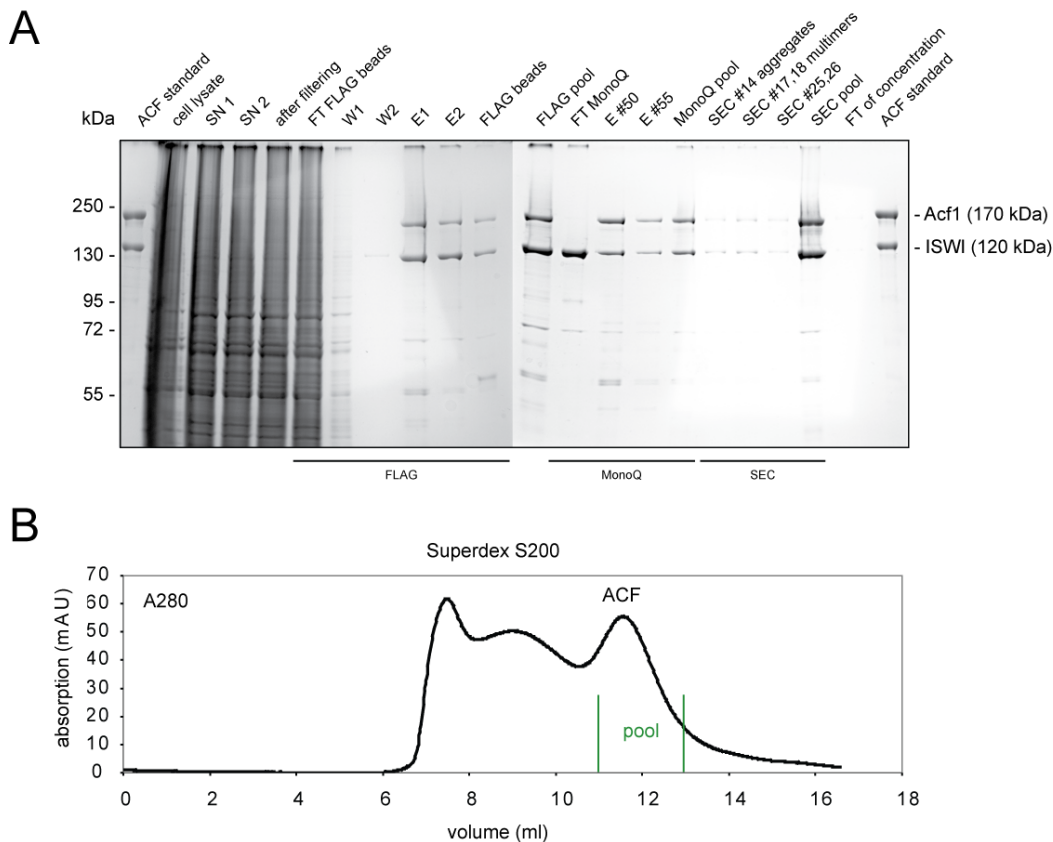 A
ACF standard
cell lysate
SN 1
SN 2
after filtering
FT FLAG beads
W1
W2
E1
E2
FLAG beads
FLAG pool
FT MonoQ
E #50
E #55
MonoQ pool
SEC #14 aggregates
SEC #17,18 multimers
SEC #25,26
SEC pool
FT of concentration
ACF standard
kDa
250 -
130 -
95 -
72 -
55 -
- Acf1 (170 kDa)
- ISWI (120 kDa)
FLAG
MonoQ
SEC
B
Superdex S200
absorption (mAU)
70
60
50
40
30
20
10
0
A280
ACF
pool
0 2 4 6 8 10 12 14 16 18
volume (ml)